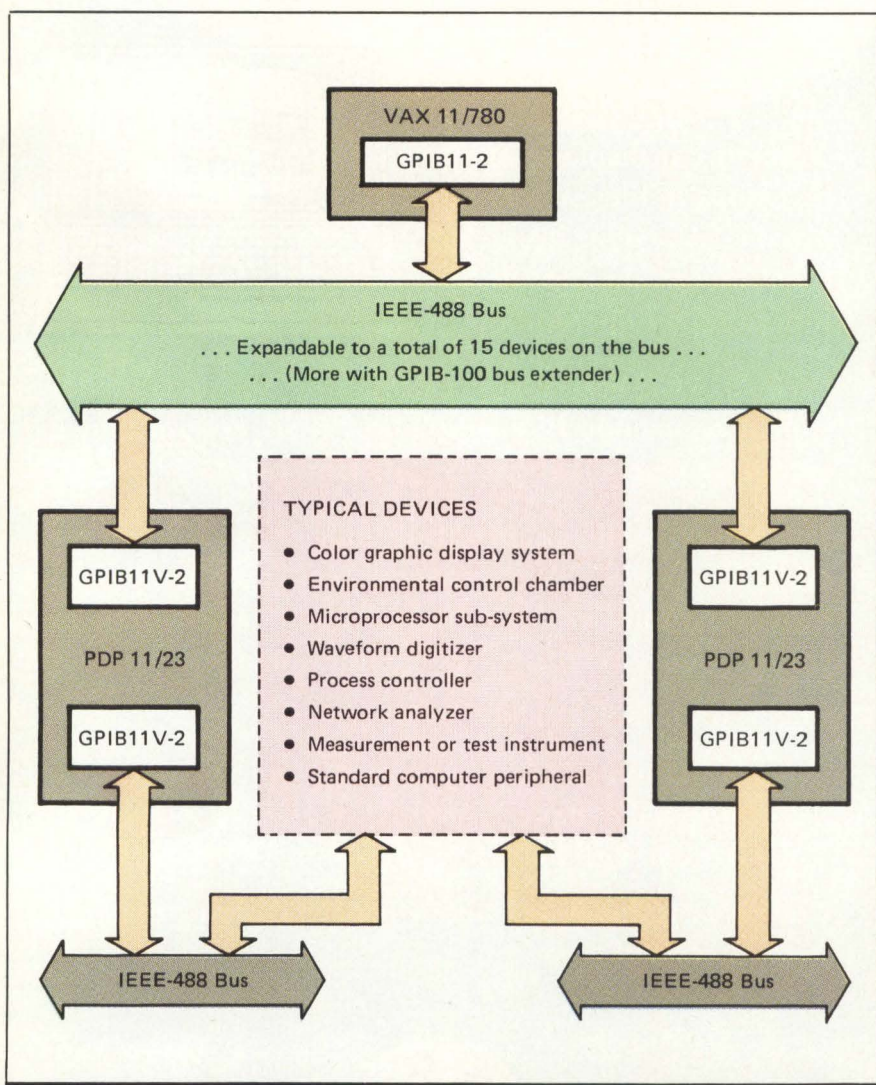 VAX 11/780
GPIB11-2
IEEE-488 Bus
. . . Expandable to a total of 15 devices on the bus . . .
. . . (More with GPIB-100 bus extender) . . .
GPIB11V-2
PDP 11/23
GPIB11V-2
TYPICAL DEVICES
● Color graphic display system
● Environmental control chamber
● Microprocessor sub-system
● Waveform digitizer
● Process controller
● Network analyzer
● Measurement or test instrument
● Standard computer peripheral
GPIB11V-2
PDP 11/23
GPIB11V-2
IEEE-488 Bus
IEEE-488 Bus